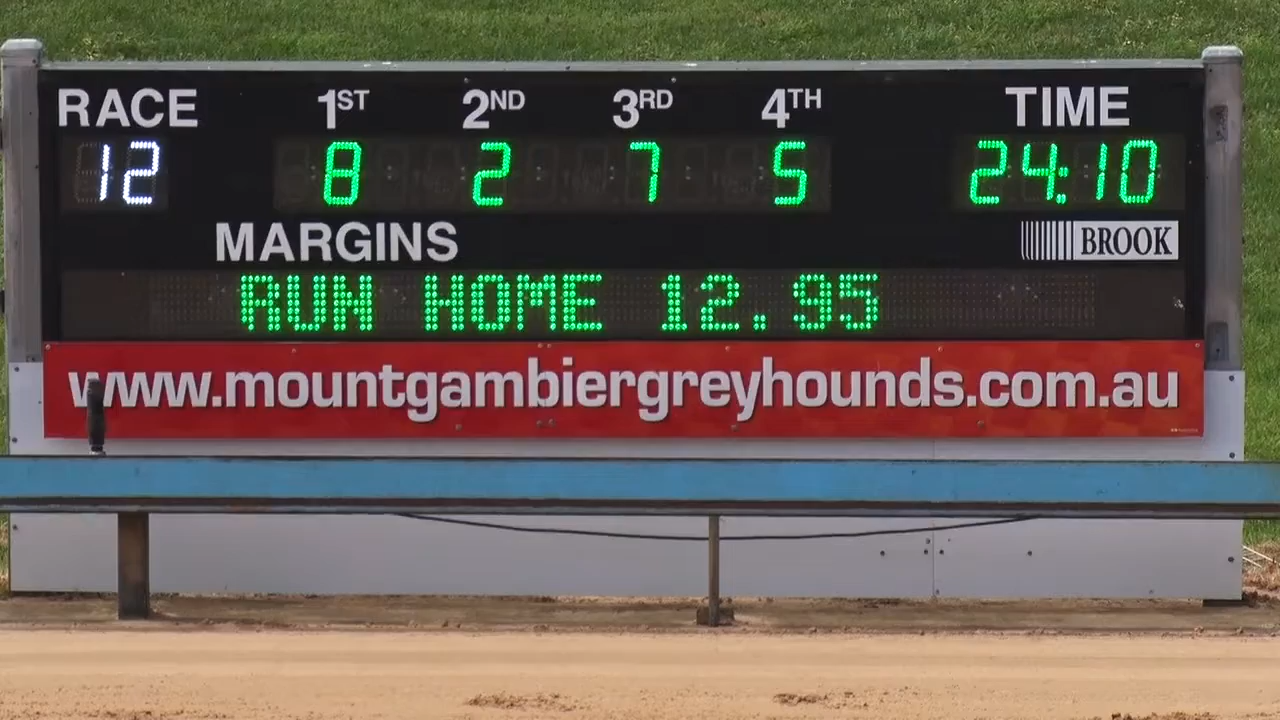 RACE 1ST 2ND 3RD 4TH TIME
12 8 2 7 5 24:10
MARGINS BROOK
RUN HOME 12.95
www.mountgambiergreyhounds.com.au